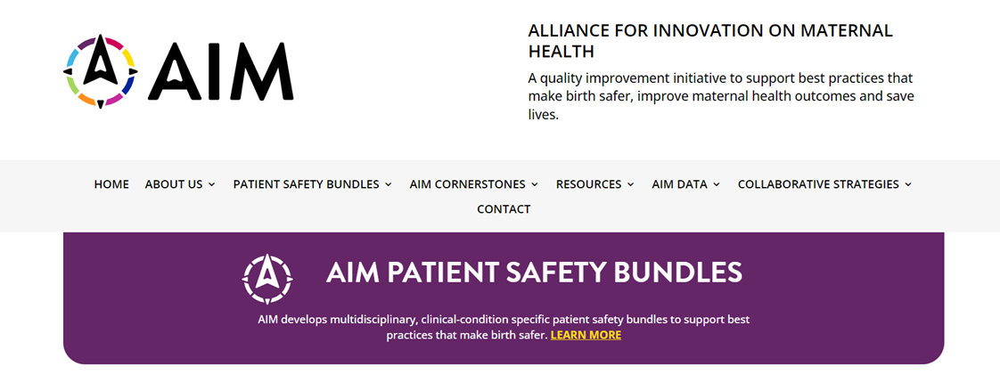 AIM
ALLIANCE FOR INNOVATION ON MATERNAL
HEALTH
A quality improvement initiative to support best practices that
make birth safer, improve maternal health outcomes and save
lives.
HOME ABOUT US PATIENT SAFETY BUNDLES AIM CORNERSTONES RESOURCES AIM DATA COLLABORATIVE STRATEGIES
CONTACT
AIM PATIENT SAFETY BUNDLES
AIM develops multidisciplinary, clinical-condition specific patient safety bundles to support best
practices that make birth safer. LEARN MORE